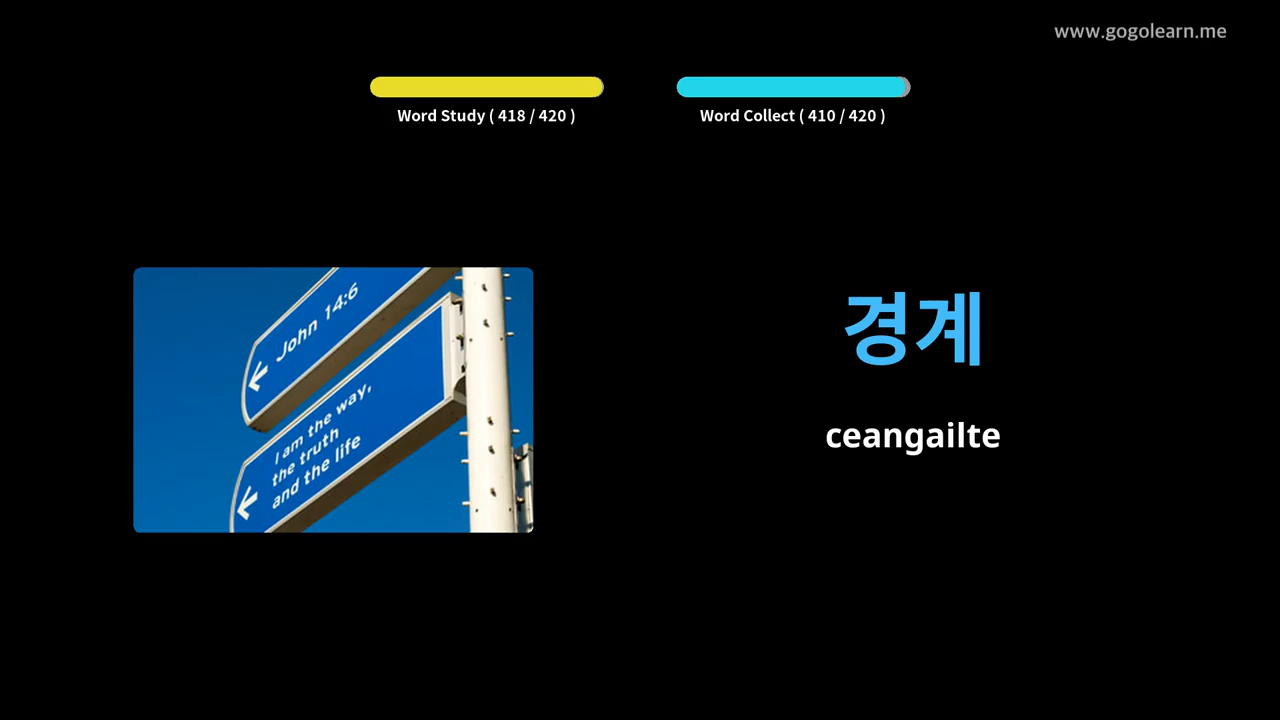 www.gogolearn.me
Word Study ( 418 / 420 )
Word Collect ( 410 / 420 )
John 14:6
I am the way,
the truth
and the life
경계
ceangailte